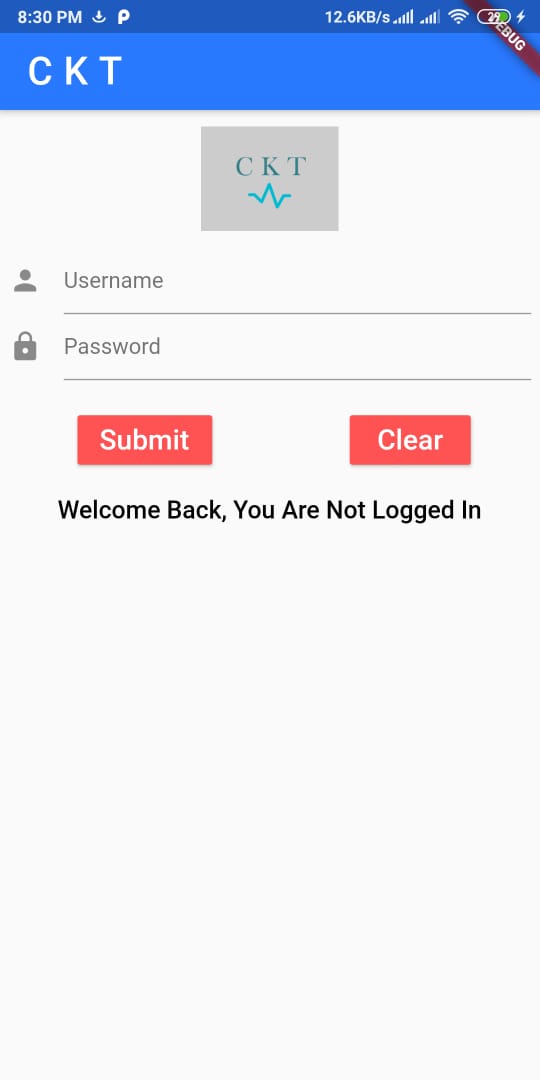 8:30 PM 12.6KB/s 29
DEBUG
C K T
C K T
Username
Password
Submit Clear
Welcome Back, You Are Not Logged In